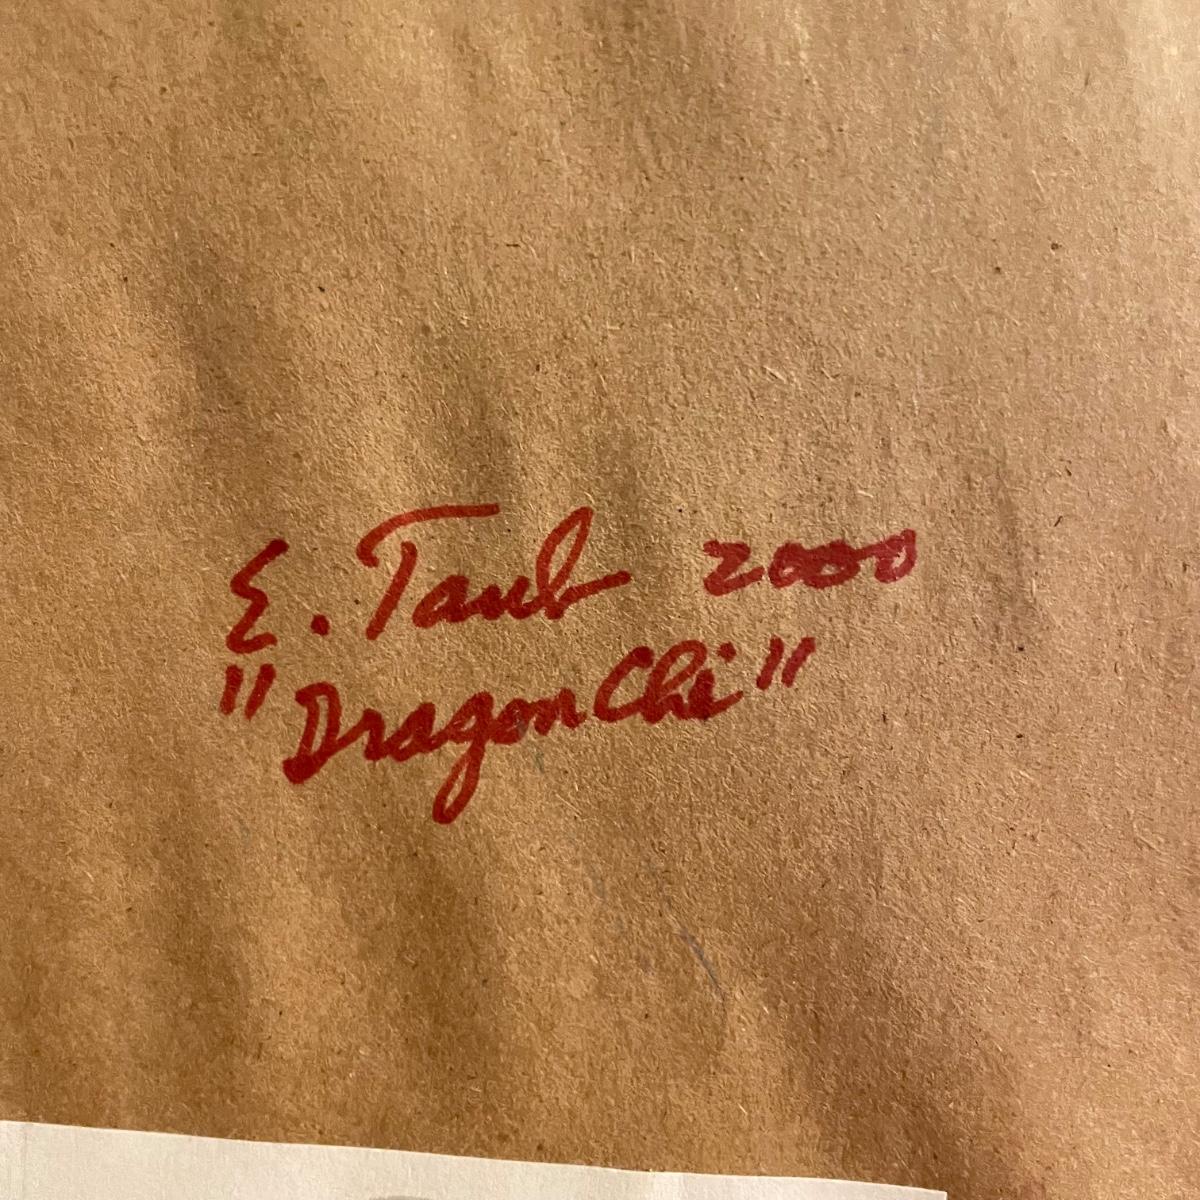 E. Taub 2000
"Dragon Chi"